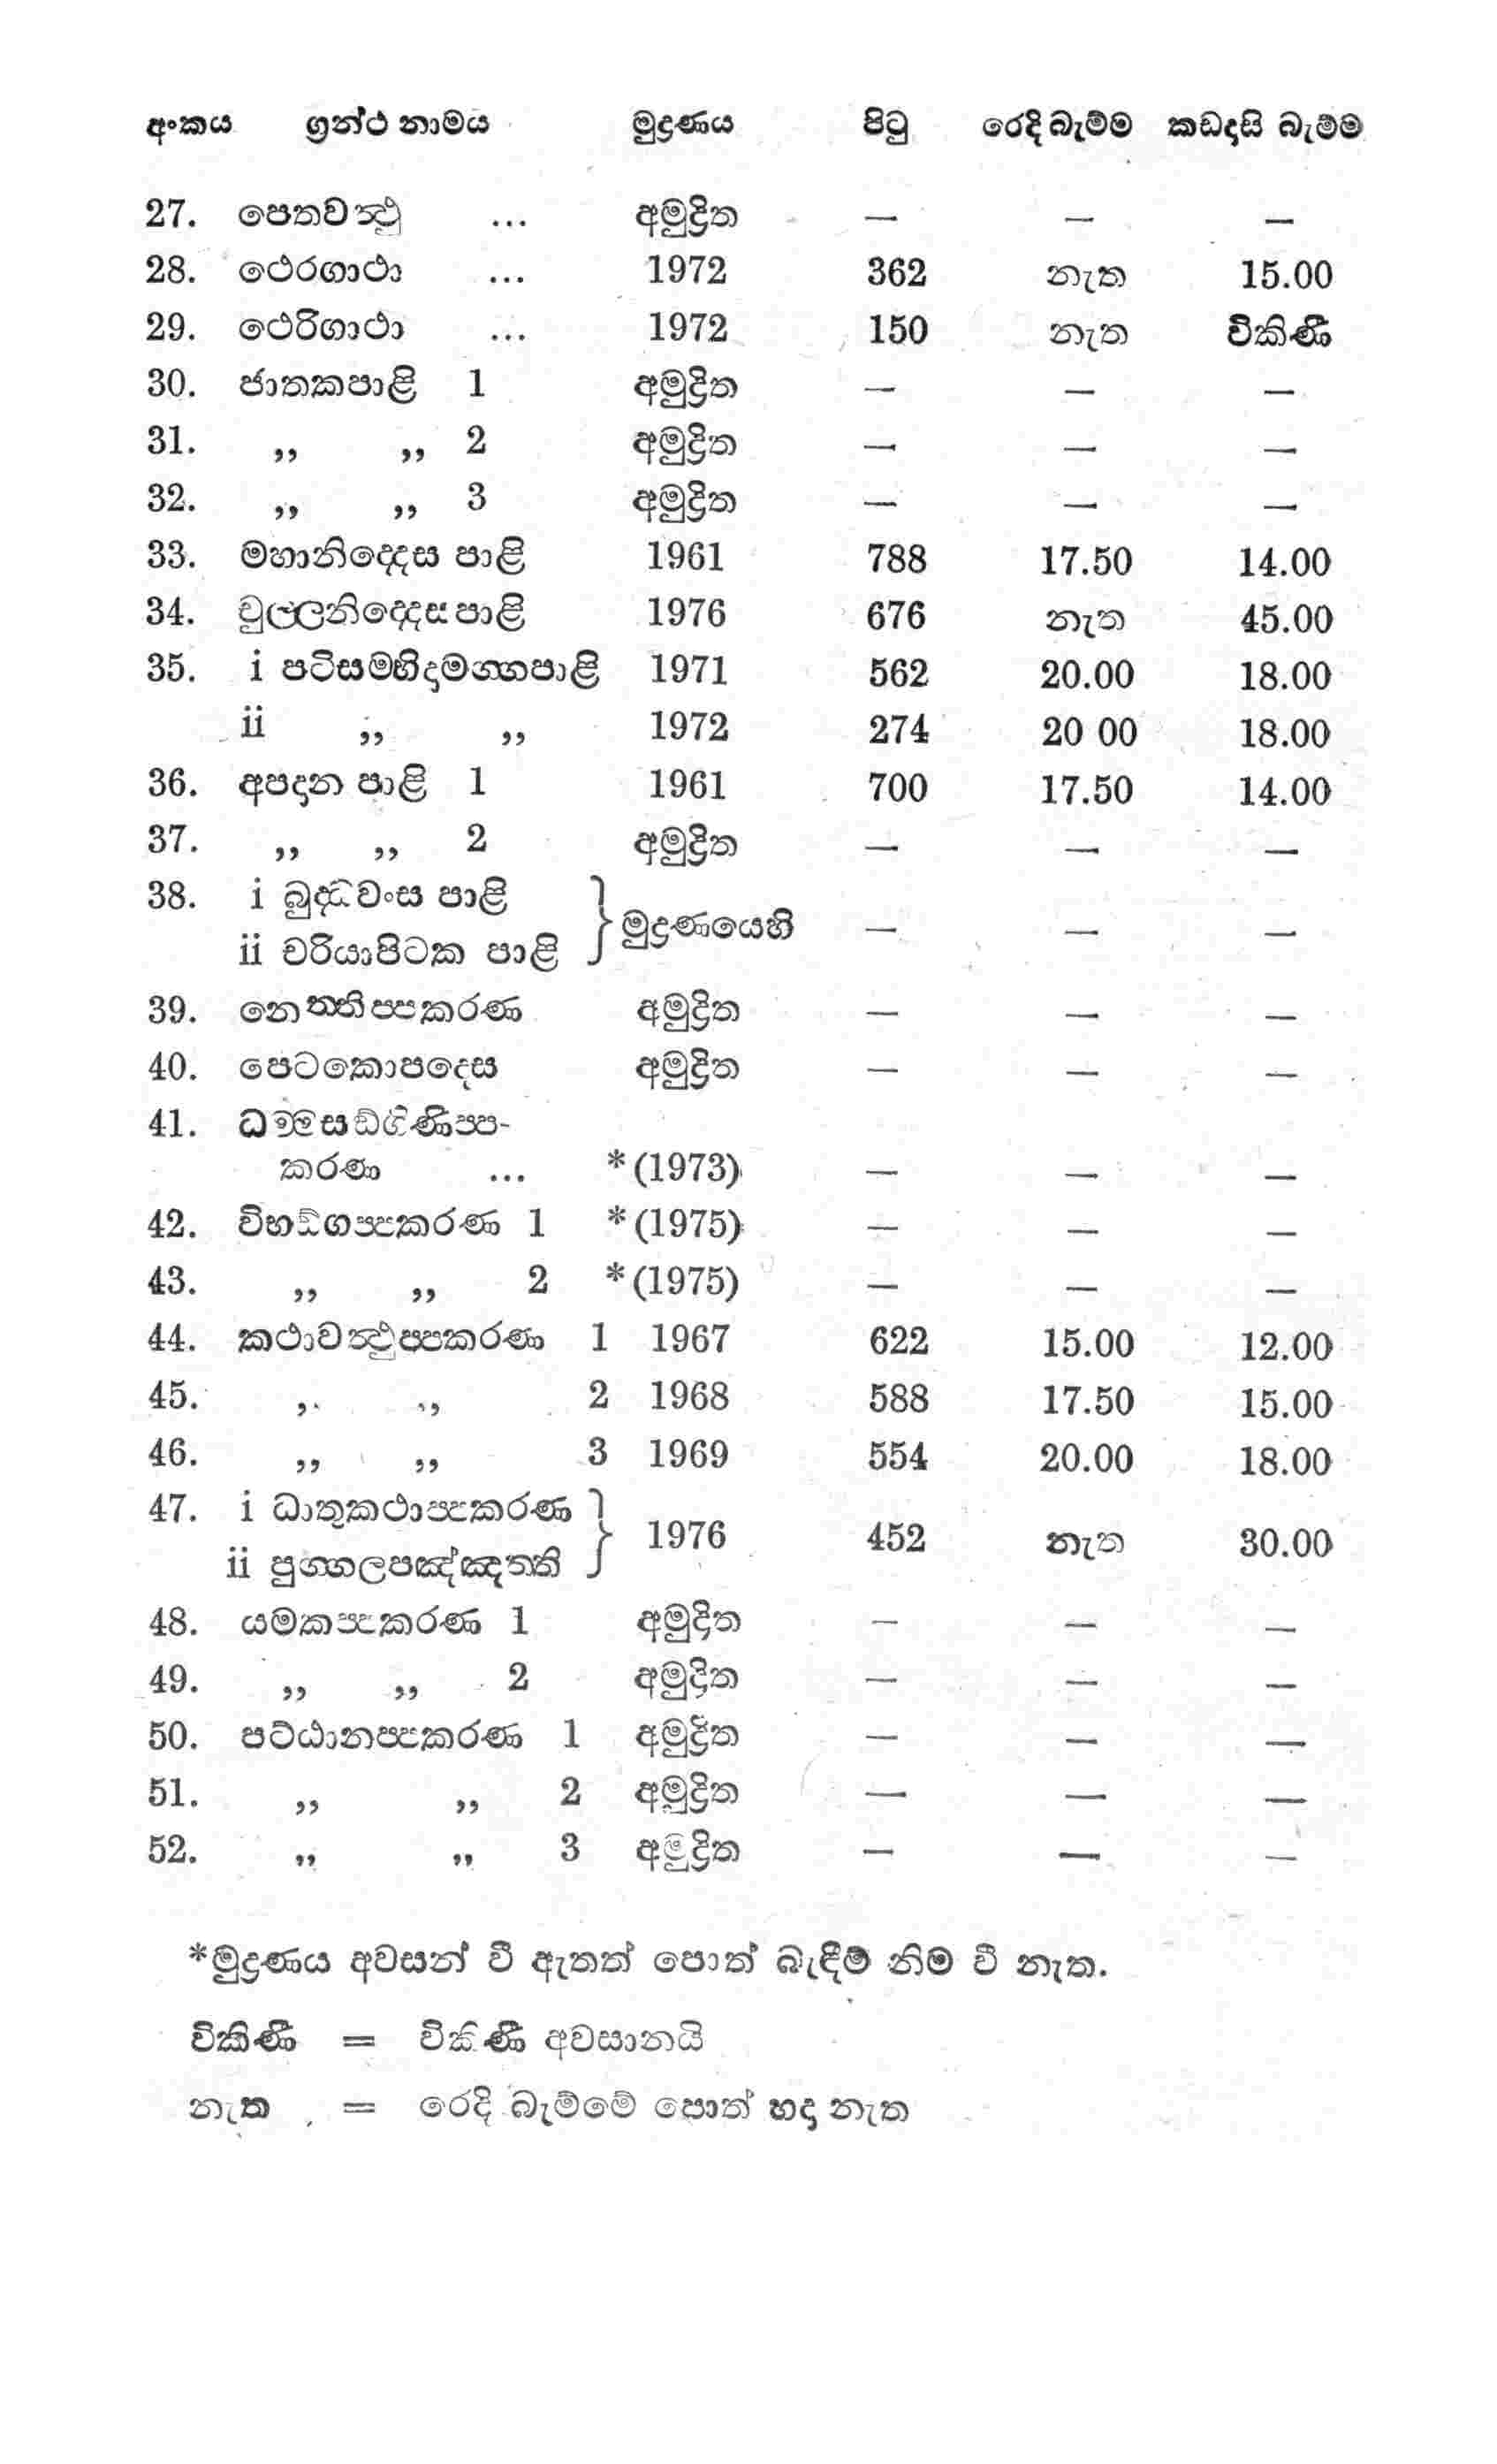 අංකය ග්‍රන්ථ නාමය මුද්‍රණය පිටු රෙදි බැම්ම කඩදාසි බැම්ම
27. පෙතවත්‍ථු ... අමුද්‍රිත — — —
28. ථෙරගාථා ... 1972 362 නැත 15.00
29. ථෙරිගාථා ... 1972 150 නැත විකිණී
30. ජාතකපාළි 1 අමුද්‍රිත — — —
31. ,, ,, 2 අමුද්‍රිත — — —
32. ,, ,, 3 අමුද්‍රිත — — —
33. මහානිද්දෙස පාළි 1961 788 17.50 14.00
34. චුල්ලනිද්දෙසපාළි 1976 676 නැත 45.00
35. i පටිසම්භිදාමග්ගපාළි 1971 562 20.00 18.00
ii ,, ,, 1972 274 20 00 18.00
36. අපදාන පාළි 1 1961 700 17.50 14.00
37. ,, ,, 2 අමුද්‍රිත — — —
38. i බුද්ධවංස පාළි } මුද්‍රණයෙහි — — —
ii චරියාපිටක පාළි
39. නෙත්තිප්පකරණ අමුද්‍රිත — — —
40. පෙටකොපදෙස අමුද්‍රිත — — —
41. ධම්මසඞ්ගිණිප්ප-
කරණ ... *(1973) — — —
42. විභඞ්ගප්පකරණ 1 *(1975) — — —
43. ,, ,, 2 *(1975) — — —
44. කථාවත්‍ථුප්පකරණ 1 1967 622 15.00 12.00
45. ,, ,, 2 1968 588 17.50 15.00
46. ,, ,, 3 1969 554 20.00 18.00
47. i ධාතුකථාප්පකරණ } 1976 452 නැත 30.00
ii පුග්ගලපඤ්ඤත්ති
48. යමකප්පකරණ 1 අමුද්‍රිත — — —
49. ,, ,, 2 අමුද්‍රිත — — —
50. පට්ඨානප්පකරණ 1 අමුද්‍රිත — — —
51. ,, ,, 2 අමුද්‍රිත — — —
52. ,, ,, 3 අමුද්‍රිත — — —
*මුද්‍රණය අවසන් වී ඇතත් පොත් බැඳීම් නිම වී නැත.
විකිණී = විකිණී අවසානයි
නැත = රෙදි බැම්මේ පොත් හදා නැත